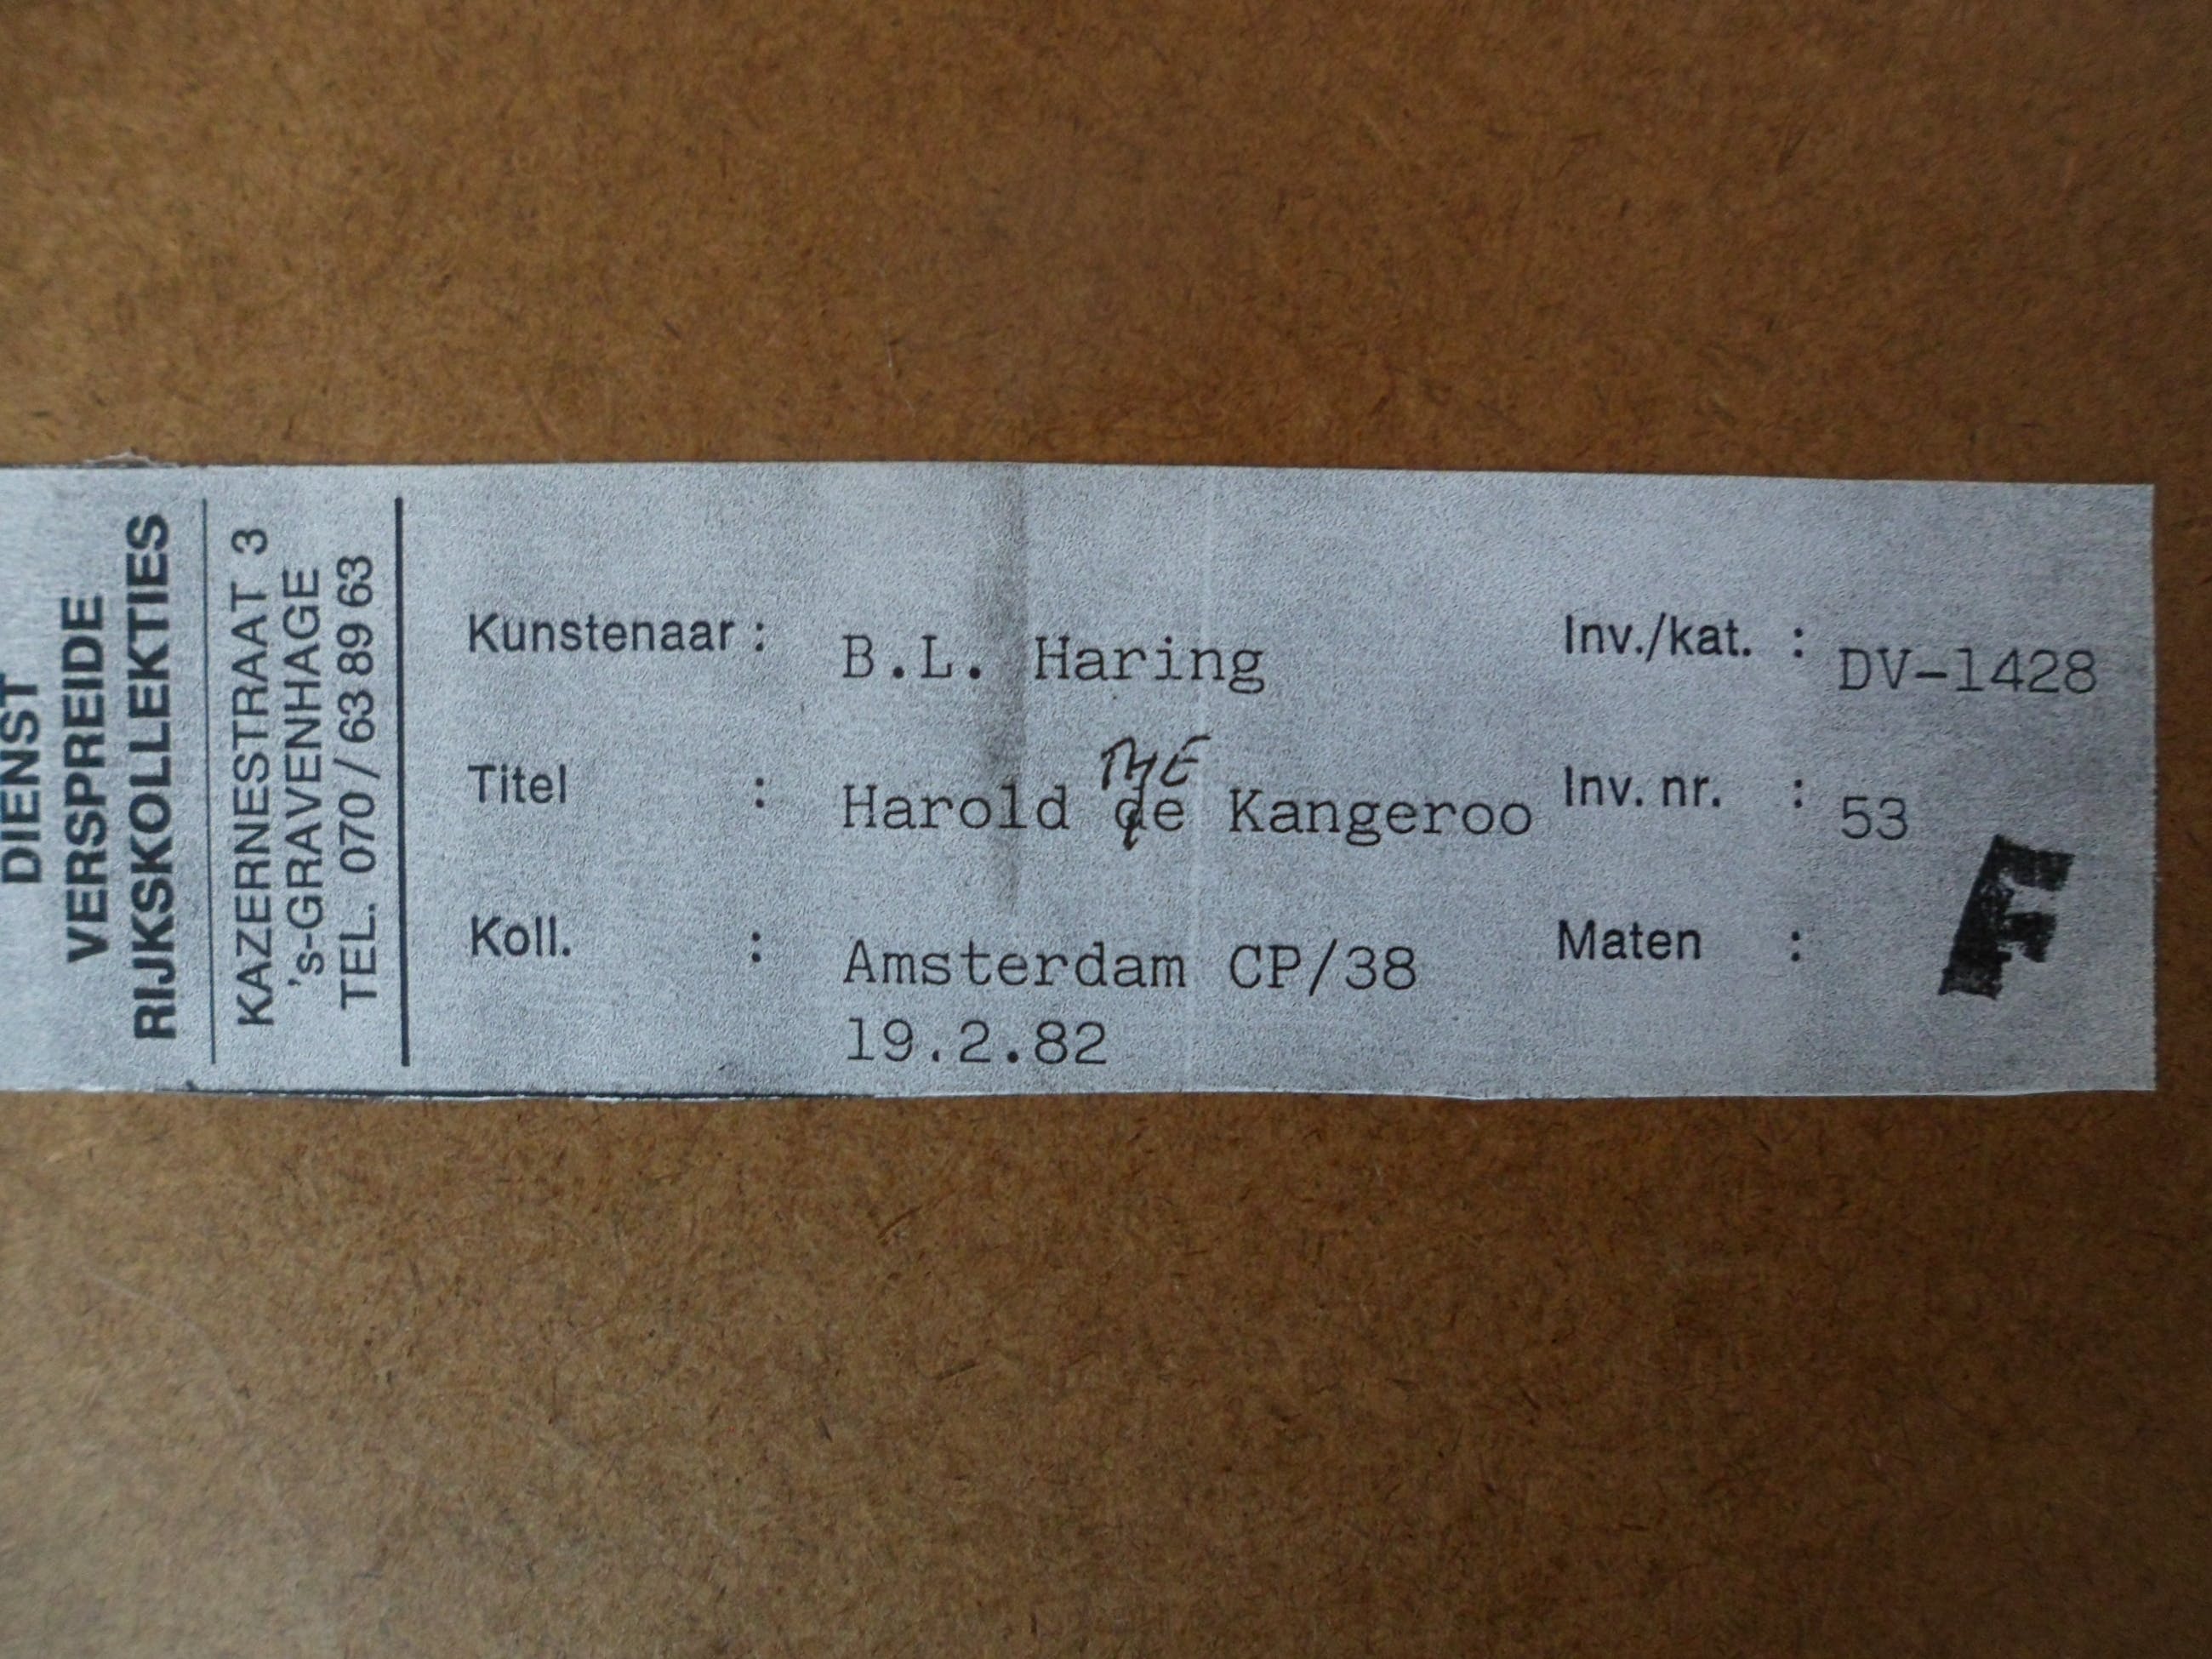 DIENST
VERSPREIDE
RIJKSKOLLEKTIES
KAZERNESTRAAT 3
's-GRAVENHAGE
TEL. 070 / 63 89 63
Kunstenaar : B.L. Haring
Inv./kat. : DV-1428
THE
Titel : Harold de Kangeroo
Inv. nr. : 53
Koll. : Amsterdam CP/38
19.2.82
Maten :
F